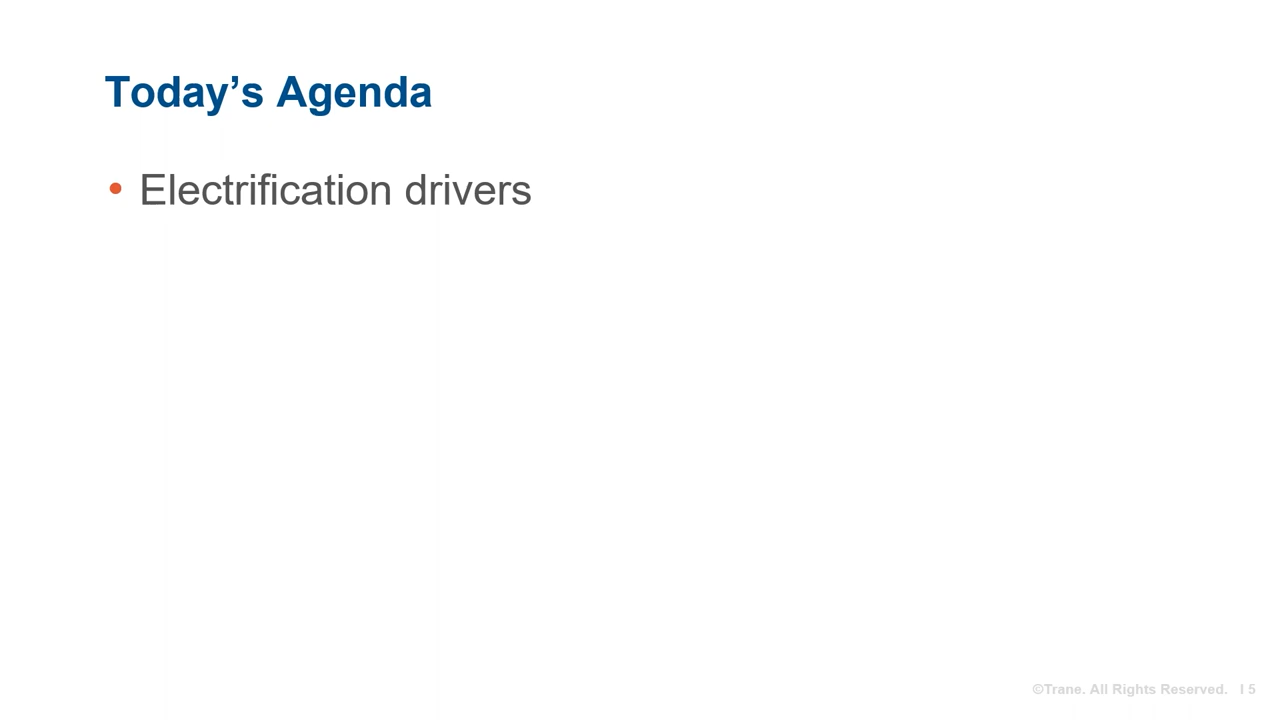 Today’s Agenda
• Electrification drivers
©Trane. All Rights Reserved. I 5